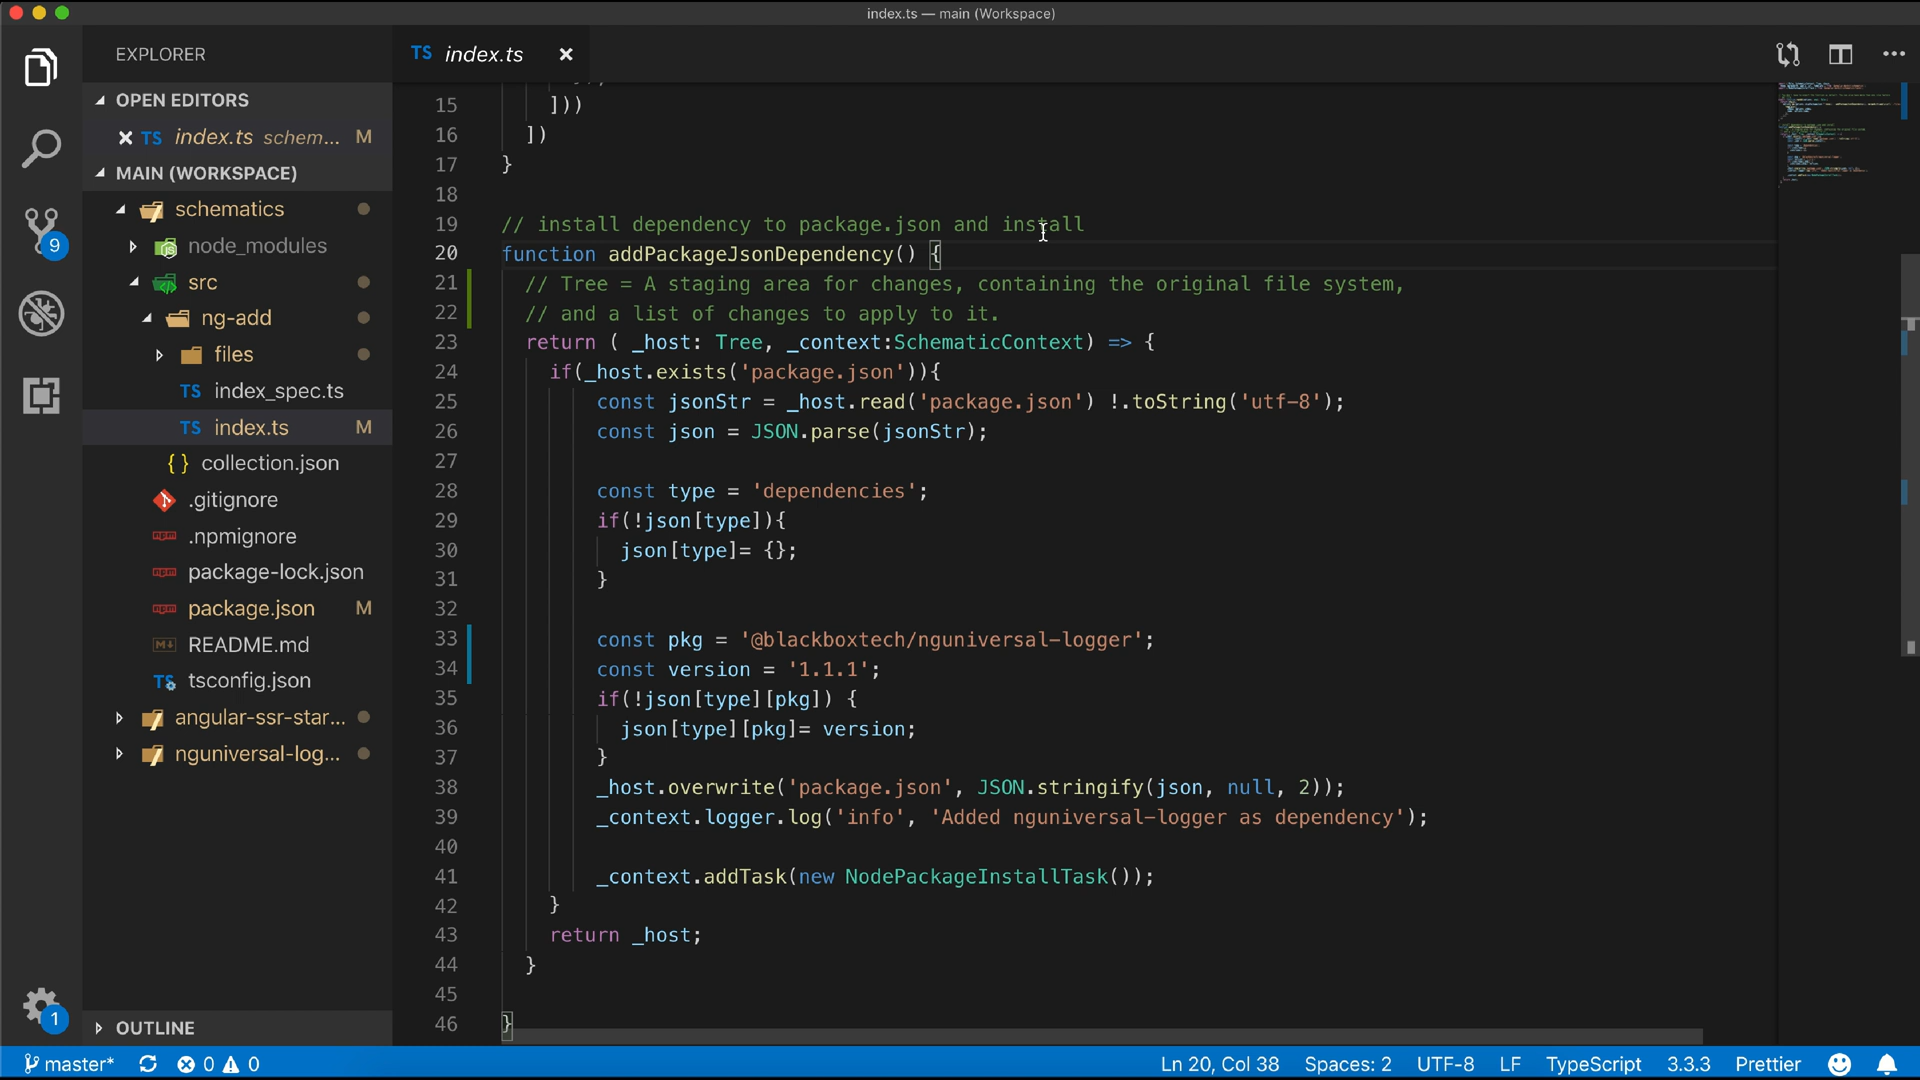 index.ts — main (Workspace)
EXPLORER
OPEN EDITORS
TS index.ts schem... M
MAIN (WORKSPACE)
schematics
node_modules
src
ng-add
files
TS index_spec.ts
TS index.ts M
{ } collection.json
.gitignore
.npmignore
package-lock.json
package.json M
README.md
TS tsconfig.json
angular-ssr-star...
nguniversal-log...
OUTLINE
9
1
TS index.ts
15 ]))
16 ])
17 }
18
19 // install dependency to package.json and install
20 function addPackageJsonDependency() {
21 // Tree = A staging area for changes, containing the original file system,
22 // and a list of changes to apply to it.
23 return ( _host: Tree, _context:SchematicContext) => {
24 if(_host.exists('package.json')){
25 const jsonStr = _host.read('package.json') !.toString('utf-8');
26 const json = JSON.parse(jsonStr);
27
28 const type = 'dependencies';
29 if(!json[type]){
30 json[type]= {};
31 }
32
33 const pkg = '@blackboxtech/nguniversal-logger';
34 const version = '1.1.1';
35 if(!json[type][pkg]) {
36 json[type][pkg]= version;
37 }
38 _host.overwrite('package.json', JSON.stringify(json, null, 2));
39 _context.logger.log('info', 'Added nguniversal-logger as dependency');
40
41 _context.addTask(new NodePackageInstallTask());
42 }
43 return _host;
44 }
45
46 }
master* 0 0 Ln 20, Col 38 Spaces: 2 UTF-8 LF TypeScript 3.3.3 Prettier